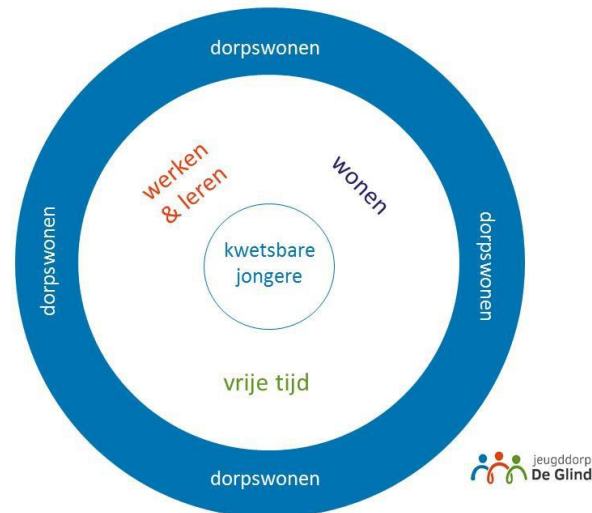 dorpswonen
werken
& leren
wonen
dorpswonen
kwetsbare
jongere
dorpswonen
vrije tijd
dorpswonen
jeugddorp
De Glind